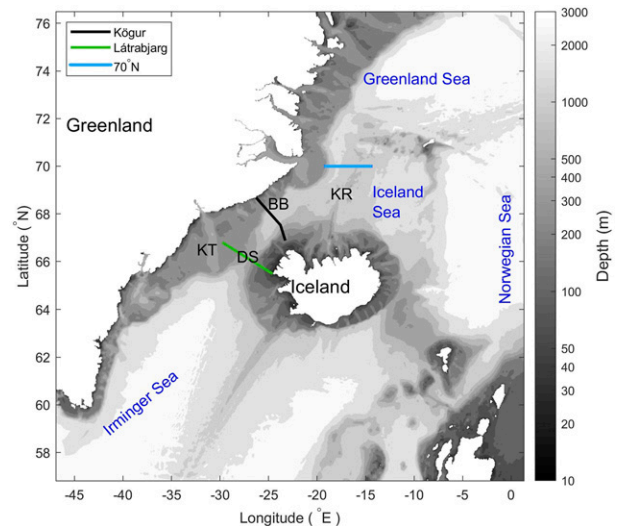 Kögur
Látrabjarg
70°N
Greenland Sea
Greenland
BB
KR
Iceland
Sea
KT
DS
Iceland
Norwegian Sea
Irminger Sea
76
74
72
70
68
66
64
62
60
58
Latitude (°N)
-45
-40
-35
-30
-25
-20
-15
-10
-5
0
Longitude (°E)
3000
2000
1000
500
400
300
200
100
50
40
30
20
10
Depth (m)